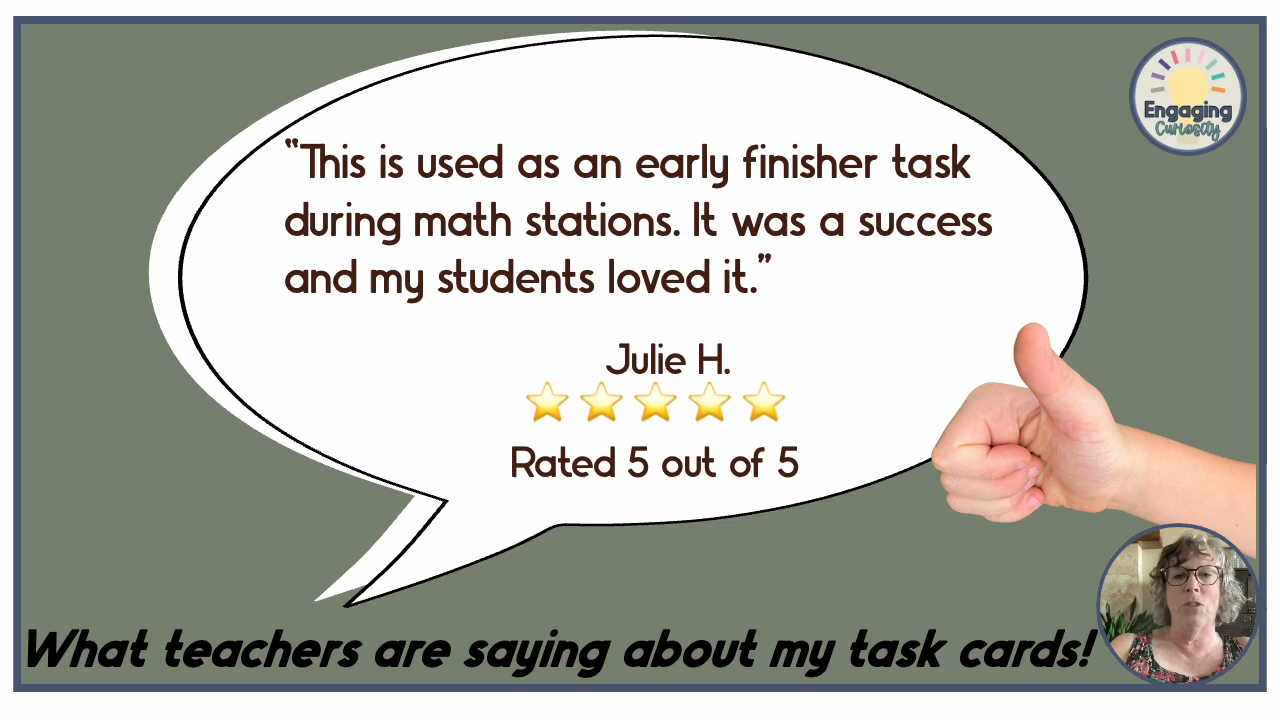 Engaging
Curiosity
“This is used as an early finisher task
during math stations. It was a success
and my students loved it.”
Julie H.
Rated 5 out of 5
What teachers are saying about my task cards!